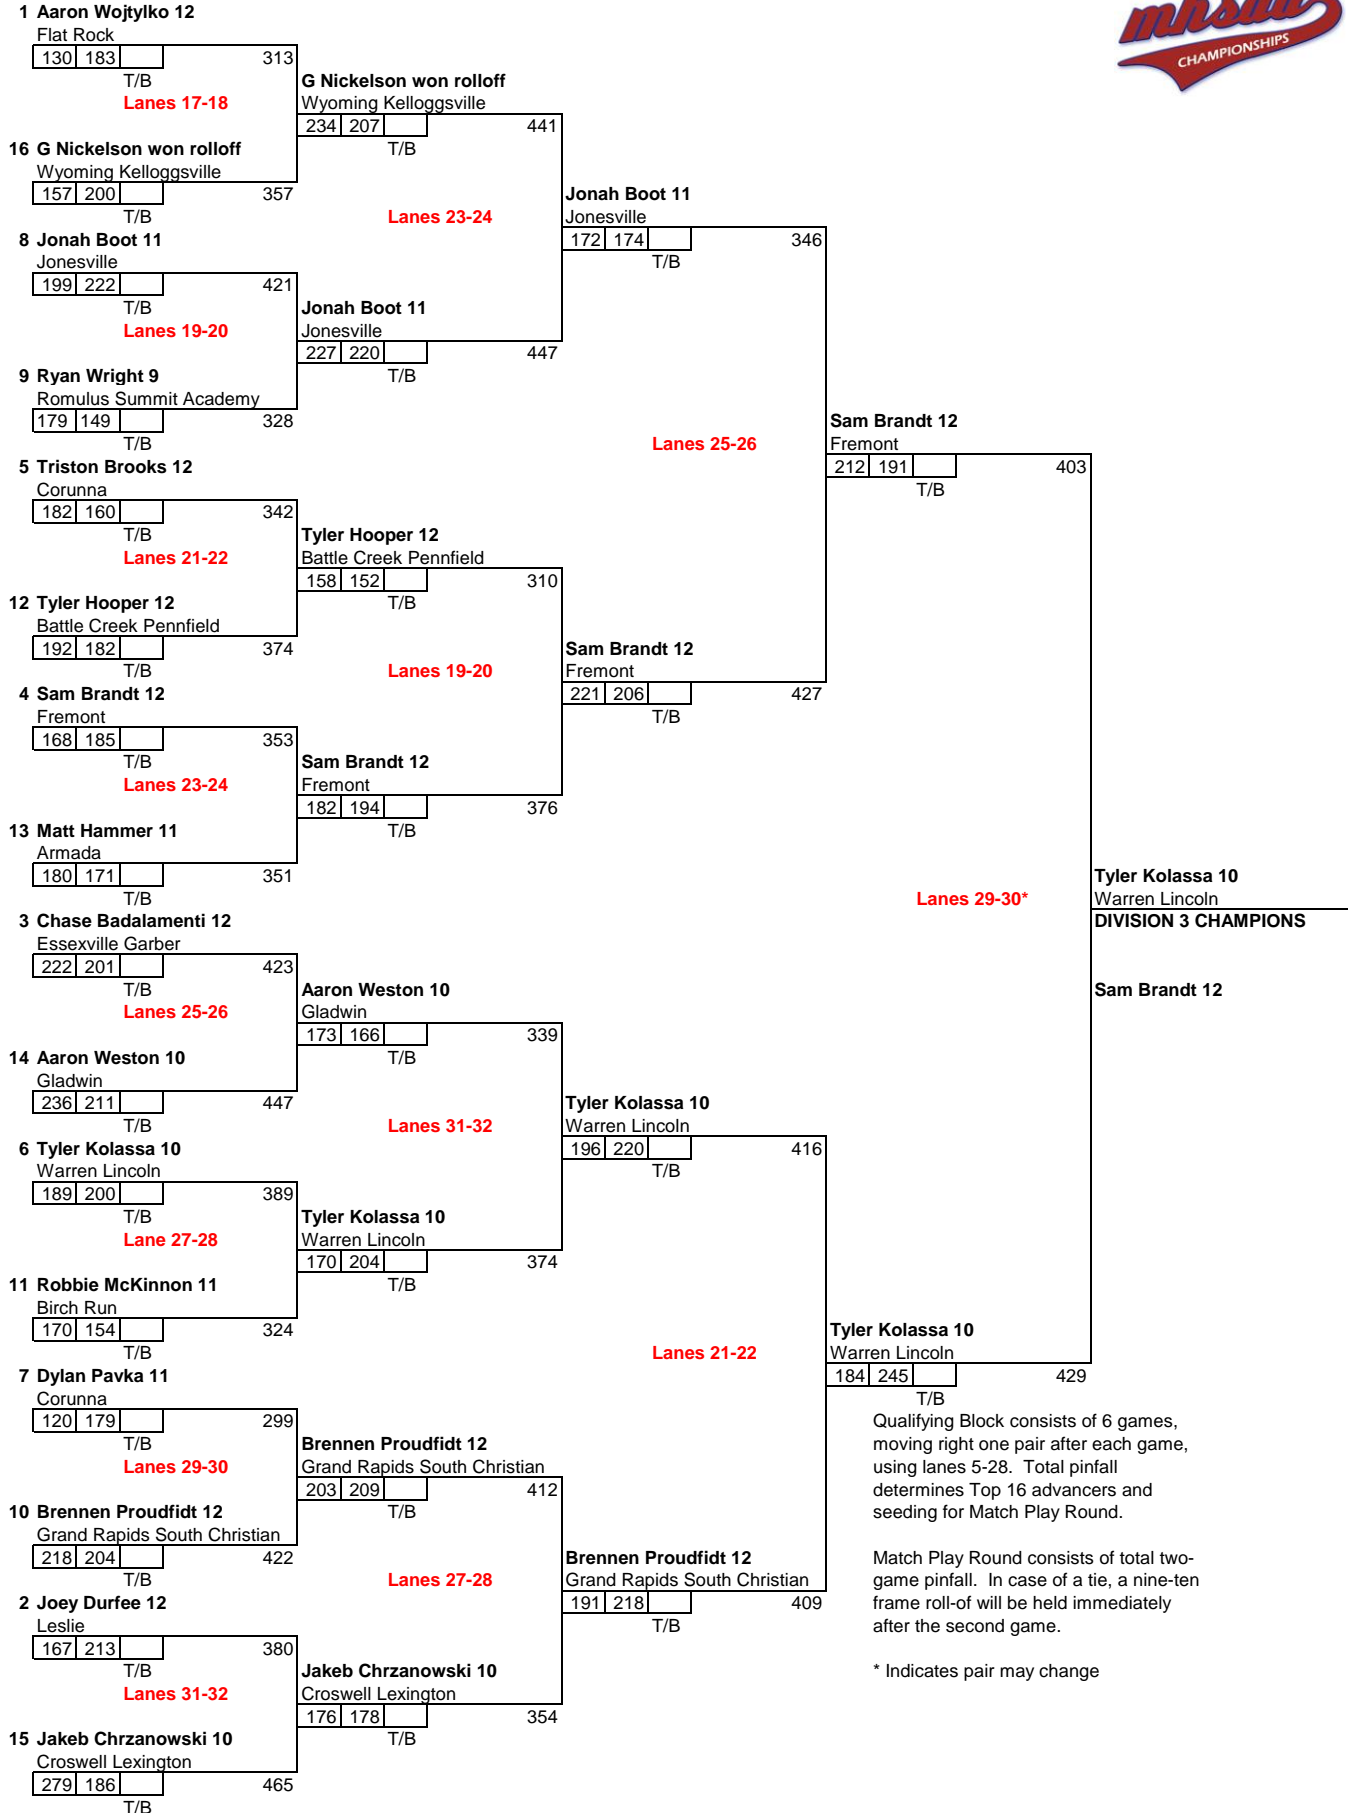 mhsaa
CHAMPIONSHIPS
1 Aaron Wojtylko 12
Flat Rock
130 183 313
T/B
Lanes 17-18
16 G Nickelson won rolloff
Wyoming Kelloggsville
157 200 357
T/B
8 Jonah Boot 11
Jonesville
199 222 421
T/B
Lanes 19-20
9 Ryan Wright 9
Romulus Summit Academy
179 149 328
T/B
5 Triston Brooks 12
Corunna
182 160 342
T/B
Lanes 21-22
12 Tyler Hooper 12
Battle Creek Pennfield
192 182 374
T/B
4 Sam Brandt 12
Fremont
168 185 353
T/B
Lanes 23-24
13 Matt Hammer 11
Armada
180 171 351
T/B
3 Chase Badalamenti 12
Essexville Garber
222 201 423
T/B
Lanes 25-26
14 Aaron Weston 10
Gladwin
236 211 447
T/B
6 Tyler Kolassa 10
Warren Lincoln
189 200 389
T/B
Lane 27-28
11 Robbie McKinnon 11
Birch Run
170 154 324
T/B
7 Dylan Pavka 11
Corunna
120 179 299
T/B
Lanes 29-30
10 Brennen Proudfidt 12
Grand Rapids South Christian
218 204 422
T/B
2 Joey Durfee 12
Leslie
167 213 380
T/B
Lanes 31-32
15 Jakeb Chrzanowski 10
Croswell Lexington
279 186 465
T/B
G Nickelson won rolloff
Wyoming Kelloggsville
234 207 441
T/B
Lanes 23-24
Jonah Boot 11
Jonesville
227 220 447
T/B
Tyler Hooper 12
Battle Creek Pennfield
158 152 310
T/B
Lanes 19-20
Sam Brandt 12
Fremont
182 194 376
T/B
Aaron Weston 10
Gladwin
173 166 339
T/B
Lanes 31-32
Tyler Kolassa 10
Warren Lincoln
170 204 374
T/B
Brennen Proudfidt 12
Grand Rapids South Christian
203 209 412
T/B
Lanes 27-28
Jakeb Chrzanowski 10
Croswell Lexington
176 178 354
T/B
Jonah Boot 11
Jonesville
172 174 346
T/B
Lanes 25-26
Sam Brandt 12
Fremont
221 206 427
T/B
Tyler Kolassa 10
Warren Lincoln
196 220 416
T/B
Lanes 21-22
Brennen Proudfidt 12
Grand Rapids South Christian
191 218 409
T/B
Sam Brandt 12
Fremont
212 191 403
T/B
Lanes 29-30*
Tyler Kolassa 10
Warren Lincoln
184 245 429
T/B
Tyler Kolassa 10
Warren Lincoln
DIVISION 3 CHAMPIONS
Sam Brandt 12
Qualifying Block consists of 6 games,
moving right one pair after each game,
using lanes 5-28. Total pinfall
determines Top 16 advancers and
seeding for Match Play Round.
Match Play Round consists of total two-
game pinfall. In case of a tie, a nine-ten
frame roll-of will be held immediately
after the second game.
* Indicates pair may change